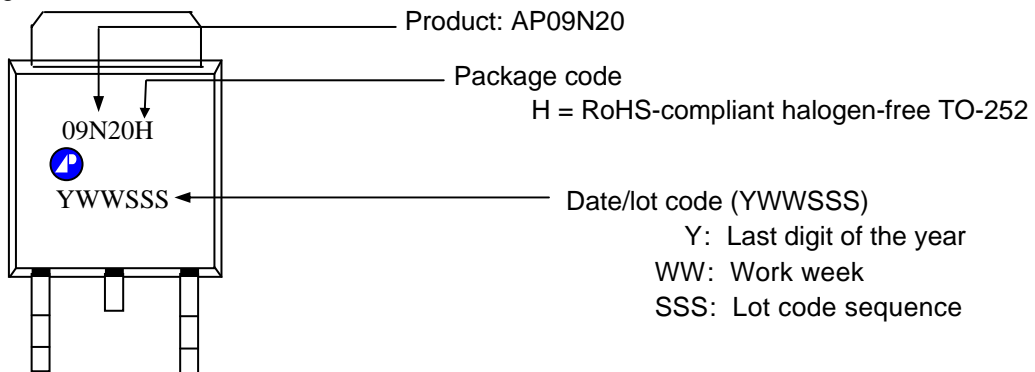 Product: AP09N20
Package code
H = RoHS-compliant halogen-free TO-252
09N20H
YWWSSS
Date/lot code (YWWSSS)
Y: Last digit of the year
WW: Work week
SSS: Lot code sequence